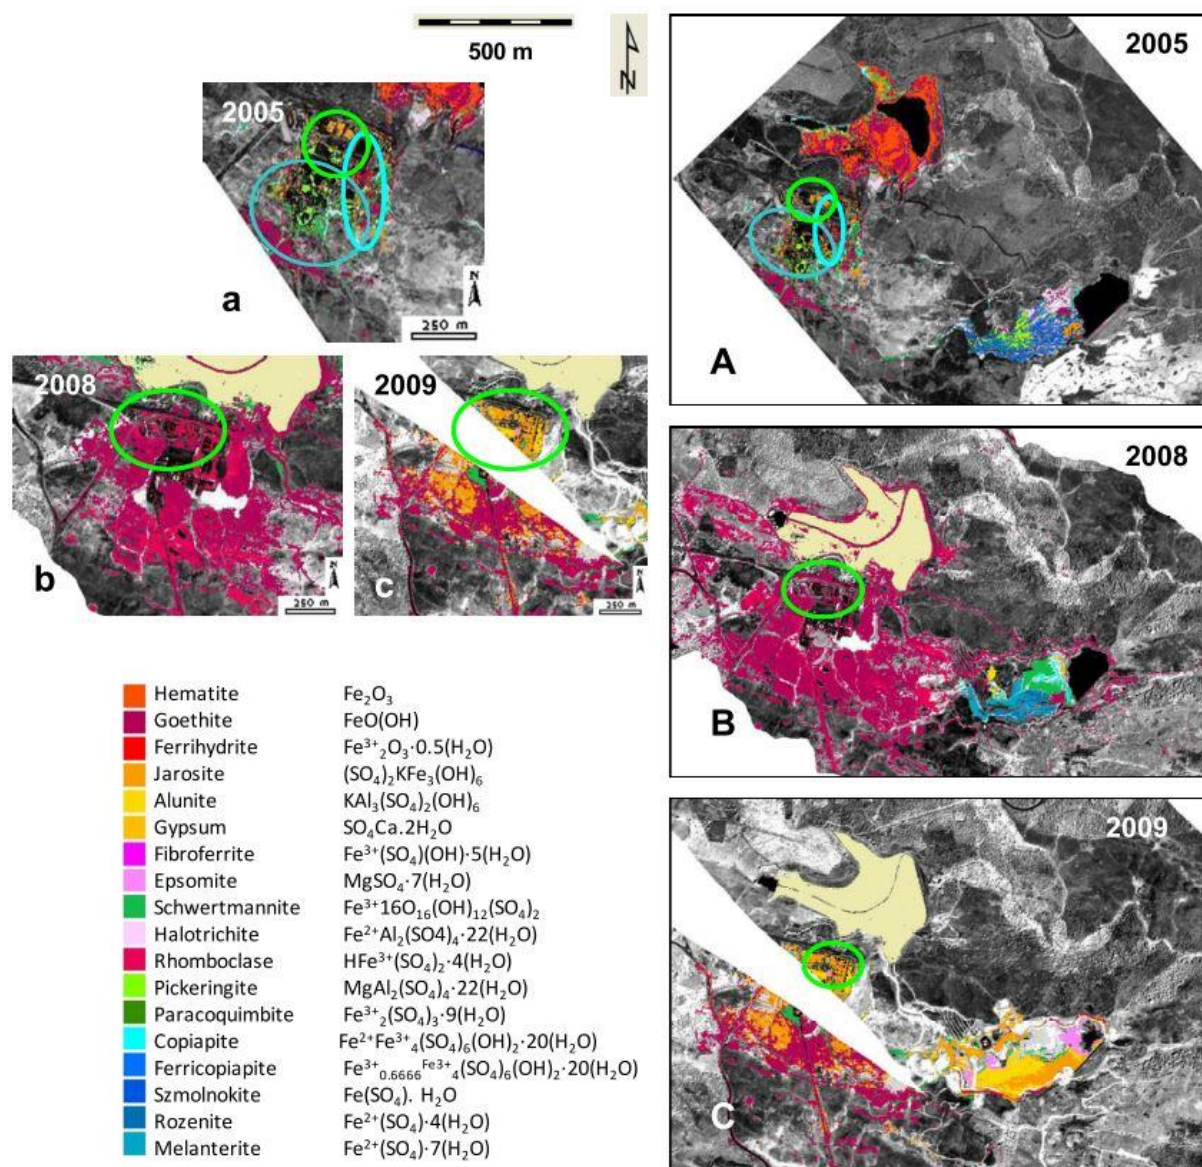 500 m
N
2005
a
N
250 m
2005
A
2008
b
N
250 m
2009
c
N
250 m
2008
B
2009
C
Hematite Fe₂O₃
Goethite FeO(OH)
Ferrihydrite Fe³⁺₂O₃·0.5(H₂O)
Jarosite (SO₄)₂KFe₃(OH)₆
Alunite KAl₃(SO₄)₂(OH)₆
Gypsum SO₄Ca.2H₂O
Fibroferrite Fe³⁺(SO₄)(OH)·5(H₂O)
Epsomite MgSO₄·7(H₂O)
Schwertmannite Fe³⁺16O₁₆(OH)₁₂(SO₄)₂
Halotrichite Fe²⁺Al₂(SO4)₄·22(H₂O)
Rhomboclase HFe³⁺(SO₄)₂·4(H₂O)
Pickeringite MgAl₂(SO₄)₄·22(H₂O)
Paracoquimbite Fe³⁺₂(SO₄)₃·9(H₂O)
Copiapite Fe²⁺Fe³⁺₄(SO₄)₆(OH)₂·20(H₂O)
Ferricopiapite Fe³⁺₀.₆₆₆₆Fe³⁺₄(SO₄)₆(OH)₂·20(H₂O)
Szmolnokite Fe(SO₄). H₂O
Rozenite Fe²⁺(SO₄)·4(H₂O)
Melanterite Fe²⁺(SO₄)·7(H₂O)